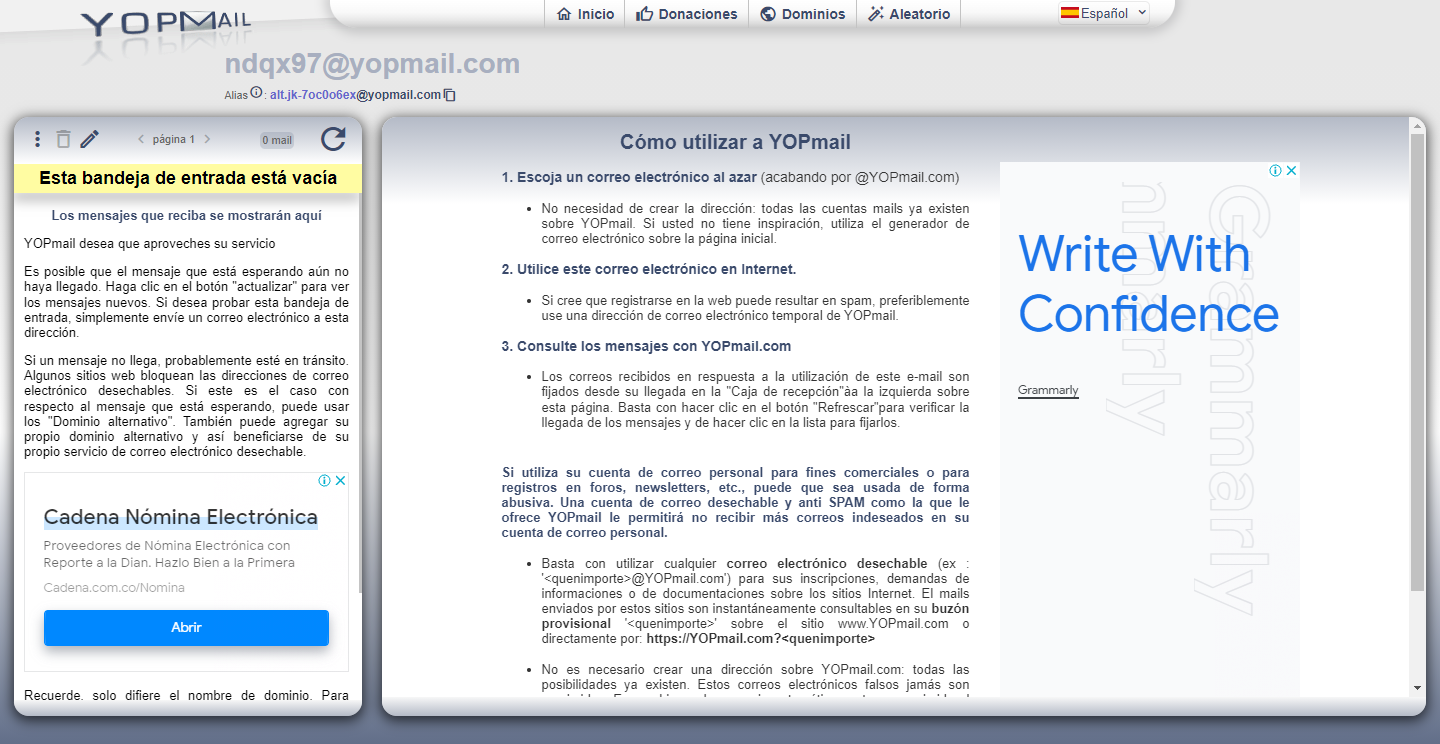 YOPMAIL
Inicio
Donaciones
Dominios
Aleatorio
Español
ndqx97@yopmail.com
Alias : alt.jk-7oc0o6ex@yopmail.com
página 1
0 mail
Esta bandeja de entrada está vacía
Los mensajes que reciba se mostrarán aquí
YOPmail desea que aproveches su servicio
Es posible que el mensaje que está esperando aún no
haya llegado. Haga clic en el botón "actualizar" para ver
los mensajes nuevos. Si desea probar esta bandeja de
entrada, simplemente envíe un correo electrónico a esta
dirección.
Si un mensaje no llega, probablemente esté en tránsito.
Algunos sitios web bloquean las direcciones de correo
electrónico desechables. Si este es el caso con
respecto al mensaje que está esperando, puede usar
los "Dominio alternativo". También puede agregar su
propio dominio alternativo y así beneficiarse de su
propio servicio de correo electrónico desechable.
Cadena Nómina Electrónica
Proveedores de Nómina Electrónica con
Reporte a la Dian. Hazlo Bien a la Primera
Cadena.com.co/Nomina
Abrir
Recuerde, solo difiere el nombre de dominio. Para
Cómo utilizar a YOPmail
1. Escoja un correo electrónico al azar (acabando por @YOPmail.com)
• No necesidad de crear la dirección: todas las cuentas mails ya existen
sobre YOPmail. Si usted no tiene inspiración, utiliza el generador de
correo electrónico sobre la página inicial.
2. Utilice este correo electrónico en Internet.
• Si cree que registrarse en la web puede resultar en spam, preferiblemente
use una dirección de correo electrónico temporal de YOPmail.
3. Consulte los mensajes con YOPmail.com
• Los correos recibidos en respuesta a la utilización de este e-mail son
fijados desde su llegada en la "Caja de recepción"àa la izquierda sobre
esta página. Basta con hacer clic en el botón "Refrescar"para verificar la
llegada de los mensajes y de hacer clic en la lista para fijarlos.
Si utiliza su cuenta de correo personal para fines comerciales o para
registros en foros, newsletters, etc., puede que sea usada de forma
abusiva. Una cuenta de correo desechable y anti SPAM como la que le
ofrece YOPmail le permitirá no recibir más correos indeseados en su
cuenta de correo personal.
• Basta con utilizar cualquier correo electrónico desechable (ex :
'<quenimporte>@YOPmail.com') para sus inscripciones, demandas de
informaciones o de documentaciones sobre los sitios Internet. El mails
enviados por estos sitios son instantáneamente consultables en su buzón
provisional '<quenimporte>' sobre el sitio www.YOPmail.com o
directamente por: https://YOPmail.com?<quenimporte>
• No es necesario crear una dirección sobre YOPmail.com: todas las
posibilidades ya existen. Estos correos electrónicos falsos jamás son
Write With
Confidence
Grammarly
Grammarly